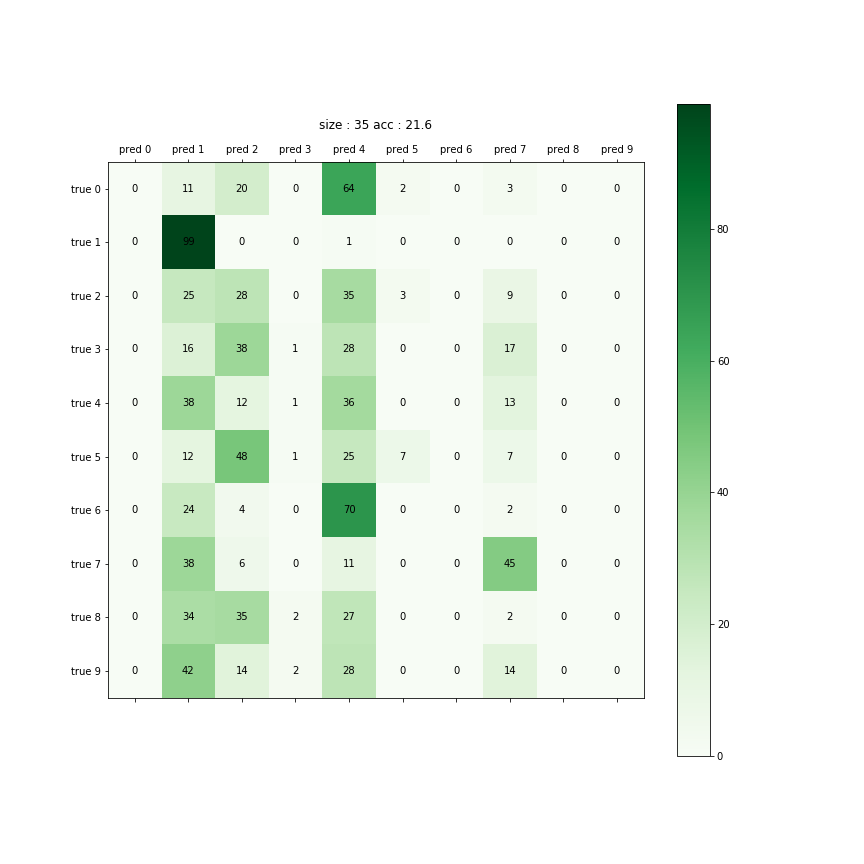 size : 35 acc : 21.6
pred 0 pred 1 pred 2 pred 3 pred 4 pred 5 pred 6 pred 7 pred 8 pred 9
true 0 0 11 20 0 64 2 0 3 0 0
true 1 0 99 0 0 1 0 0 0 0 0
true 2 0 25 28 0 35 3 0 9 0 0
true 3 0 16 38 1 28 0 0 17 0 0
true 4 0 38 12 1 36 0 0 13 0 0
true 5 0 12 48 1 25 7 0 7 0 0
true 6 0 24 4 0 70 0 0 2 0 0
true 7 0 38 6 0 11 0 0 45 0 0
true 8 0 34 35 2 27 0 0 2 0 0
true 9 0 42 14 2 28 0 0 14 0 0
80
60
40
20
0